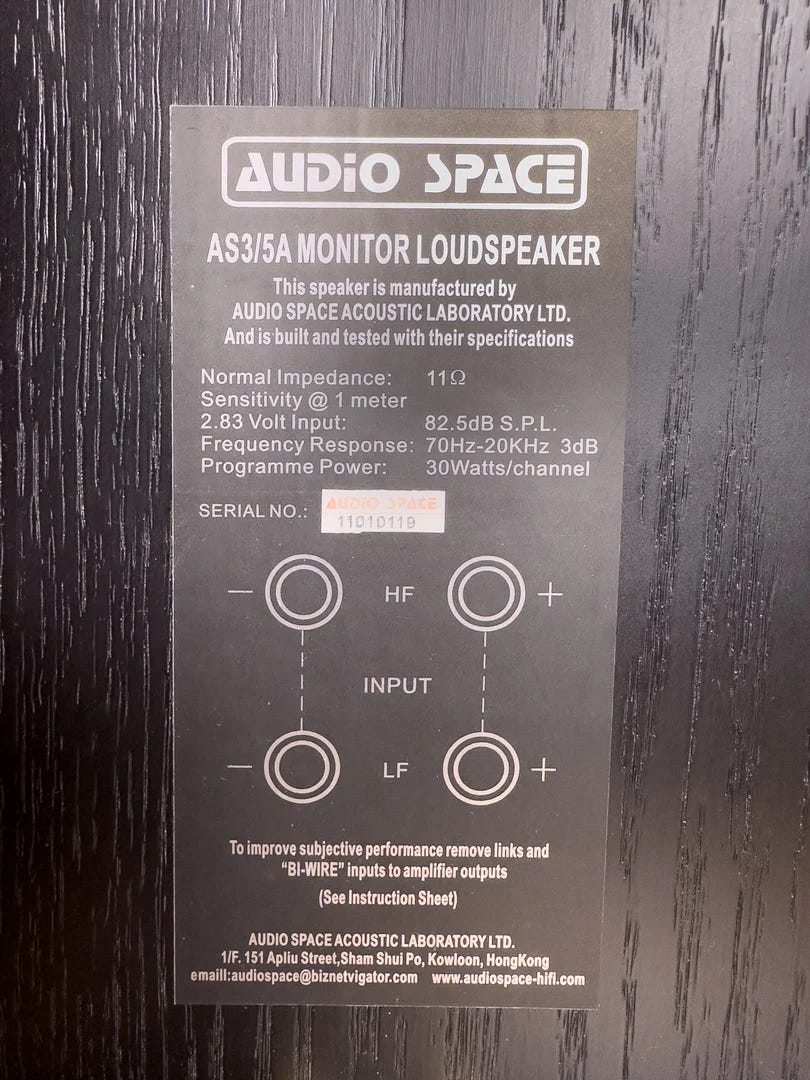 AUDIO SPACE
AS3/5A MONITOR LOUDSPEAKER
This speaker is manufactured by
AUDIO SPACE ACOUSTIC LABORATORY LTD.
And is built and tested with their specifications
Normal Impedance: 11Ω
Sensitivity @ 1 meter
2.83 Volt Input: 82.5dB S.P.L.
Frequency Response: 70Hz-20KHz 3dB
Programme Power: 30Watts/channel
AUDIO SPACE
SERIAL NO.: 11010119
− HF +
INPUT
− LF +
To improve subjective performance remove links and
“BI-WIRE” inputs to amplifier outputs
(See Instruction Sheet)
AUDIO SPACE ACOUSTIC LABORATORY LTD.
1/F. 151 Apliu Street,Sham Shui Po, Kowloon, HongKong
emaill:audiospace@biznetvigator.com www.audiospace-hifi.com